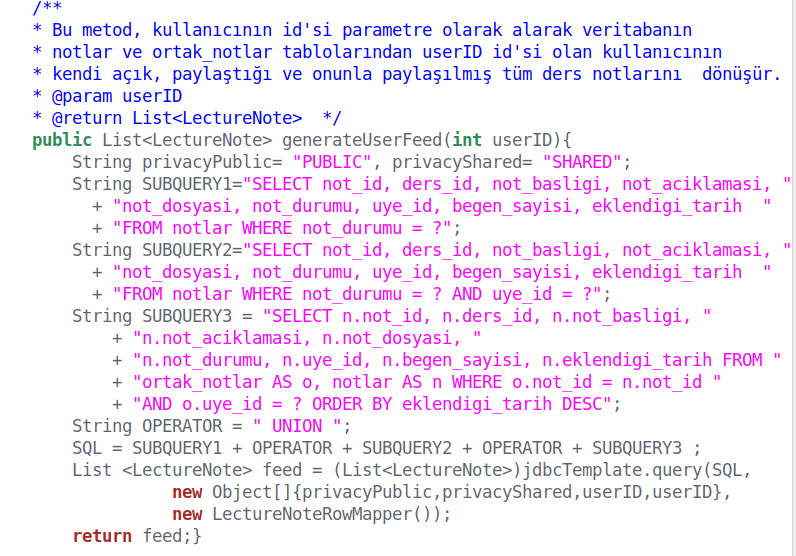 /**
* Bu metod, kullanıcının id'si parametre olarak alarak veritabanın
* notlar ve ortak_notlar tablolarından userID id'si olan kullanıcının
* kendi açık, paylaştığı ve onunla paylaşılmış tüm ders notlarını  dönüşür.
* @param userID
* @return List<LectureNote>  */
public List<LectureNote> generateUserFeed(int userID){
    String privacyPublic= "PUBLIC", privacyShared= "SHARED";
    String SUBQUERY1="SELECT not_id, ders_id, not_basligi, not_aciklamasi, "
      + "not_dosyasi, not_durumu, uye_id, begen_sayisi, eklendigi_tarih  "
      + "FROM notlar WHERE not_durumu = ?";
    String SUBQUERY2="SELECT not_id, ders_id, not_basligi, not_aciklamasi, "
      + "not_dosyasi, not_durumu, uye_id, begen_sayisi, eklendigi_tarih  "
      + "FROM notlar WHERE not_durumu = ? AND uye_id = ?";
    String SUBQUERY3 = "SELECT n.not_id, n.ders_id, n.not_basligi, "
        + "n.not_aciklamasi, n.not_dosyasi, "
        + "n.not_durumu, n.uye_id, n.begen_sayisi, n.eklendigi_tarih FROM "
        + "ortak_notlar AS o, notlar AS n WHERE o.not_id = n.not_id "
        + "AND o.uye_id = ? ORDER BY eklendigi_tarih DESC";
    String OPERATOR = " UNION ";
    SQL = SUBQUERY1 + OPERATOR + SUBQUERY2 + OPERATOR + SUBQUERY3 ;
    List <LectureNote> feed = (List<LectureNote>)jdbcTemplate.query(SQL,
              new Object[]{privacyPublic,privacyShared,userID,userID},
              new LectureNoteRowMapper());
    return feed;}